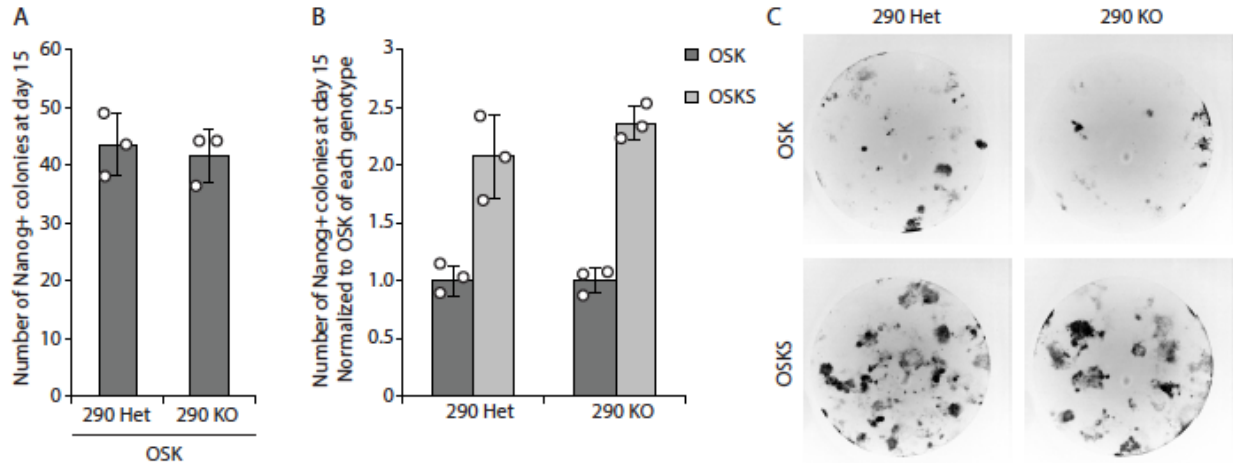 A
Number of Nanog+ colonies at day 15
60
50
40
30
20
10
0
290 Het
290 KO
OSK
B
Number of Nanog+ colonies at day 15
Normalized to OSK of each genotype
3
2.5
2.0
1.5
1.0
0.5
0
290 Het
290 KO
OSK
OSKS
C
290 Het
290 KO
OSK
OSKS